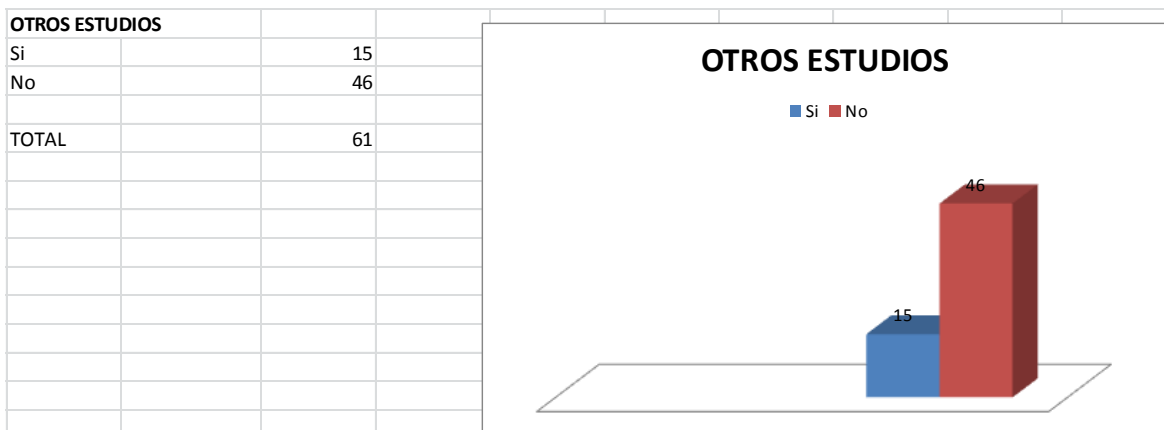 OTROS ESTUDIOS
Si 15
No 46
TOTAL 61
OTROS ESTUDIOS
Si No
46
15